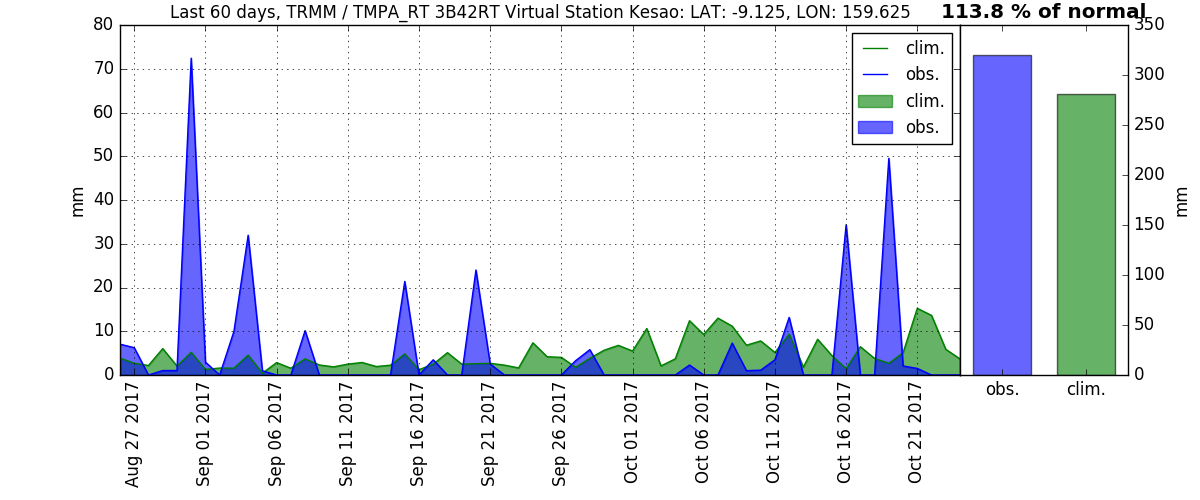 Last 60 days, TRMM / TMPA_RT 3B42RT Virtual Station Kesao: LAT: -9.125, LON: 159.625
113.8 % of normal
mm
80
70
60
50
40
30
20
10
0
clim.
obs.
clim.
obs.
350
300
250
200
150
100
50
0
mm
Aug 27 2017
Sep 01 2017
Sep 06 2017
Sep 11 2017
Sep 16 2017
Sep 21 2017
Sep 26 2017
Oct 01 2017
Oct 06 2017
Oct 11 2017
Oct 16 2017
Oct 21 2017
obs.
clim.